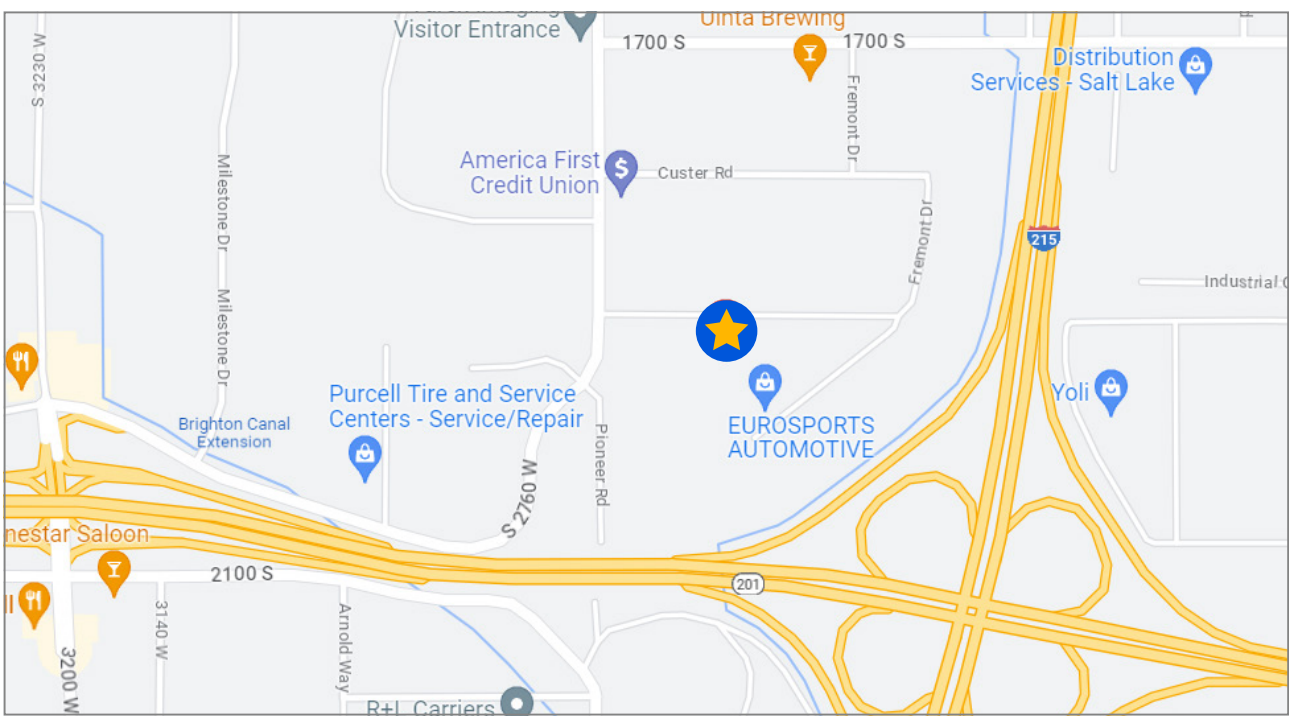 Visitor Entrance
Uinta Brewing
1700 S
1700 S
Distribution
Services - Salt Lake
S 3230 W
Fremont Dr
America First
Credit Union
$
Custer Rd
Milestone Dr
Fremont Dr
215
Industrial
Milestone Dr
Purcell Tire and Service
Centers - Service/Repair
Yoli
Brighton Canal
Extension
EUROSPORTS
AUTOMOTIVE
Pioneer Rd
S 2760 W
nestar Saloon
2100 S
201
3140 W
Arnold Way
3200 W
R+L Carriers